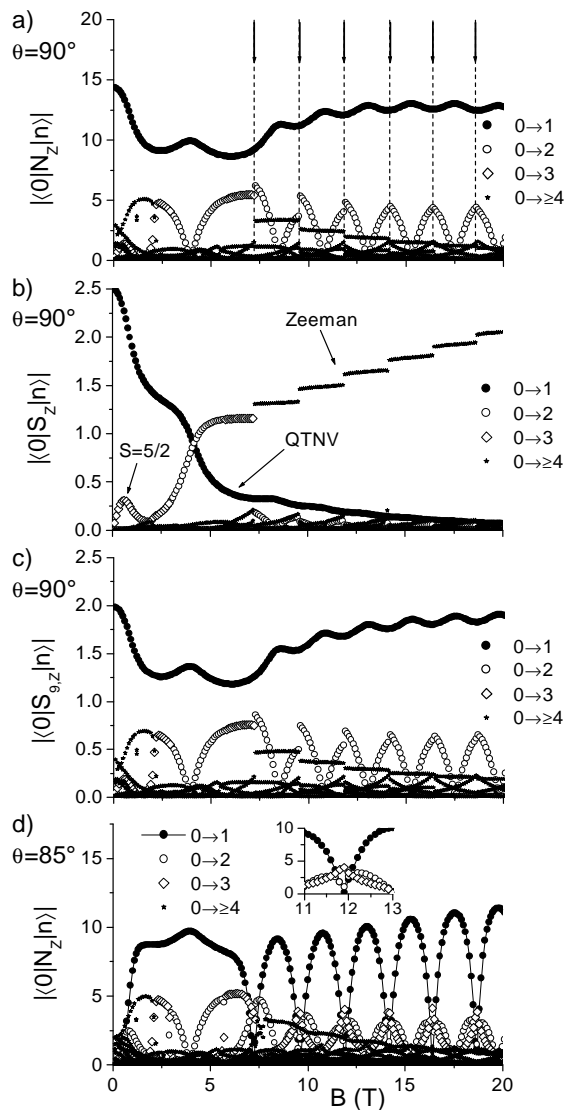 a)
θ=90°
|⟨0|N_Z|n⟩|
20
15
10
5
0
0→1
0→2
0→3
0→≥4
b)
θ=90°
|⟨0|S_Z|n⟩|
2.5
2.0
1.5
1.0
0.5
0.0
Zeeman
S=5/2
QTNV
0→1
0→2
0→3
0→≥4
c)
θ=90°
|⟨0|S_{9,Z}|n⟩|
2.5
2.0
1.5
1.0
0.5
0.0
0→1
0→2
0→3
0→≥4
d)
θ=85°
|⟨0|N_Z|n⟩|
15
10
5
0
0→1
0→2
0→3
0→≥4
10
5
0
11 12 13
0 5 10 15 20
B (T)